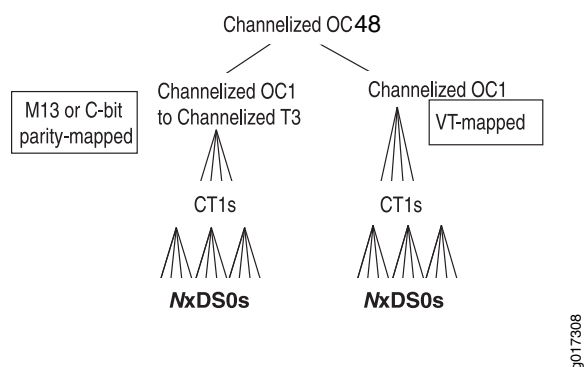 Channelized OC48
M13 or C-bit
parity-mapped
Channelized OC1
to Channelized T3
Channelized OC1
VT-mapped
CT1s
CT1s
NxDS0s
NxDS0s
g017308